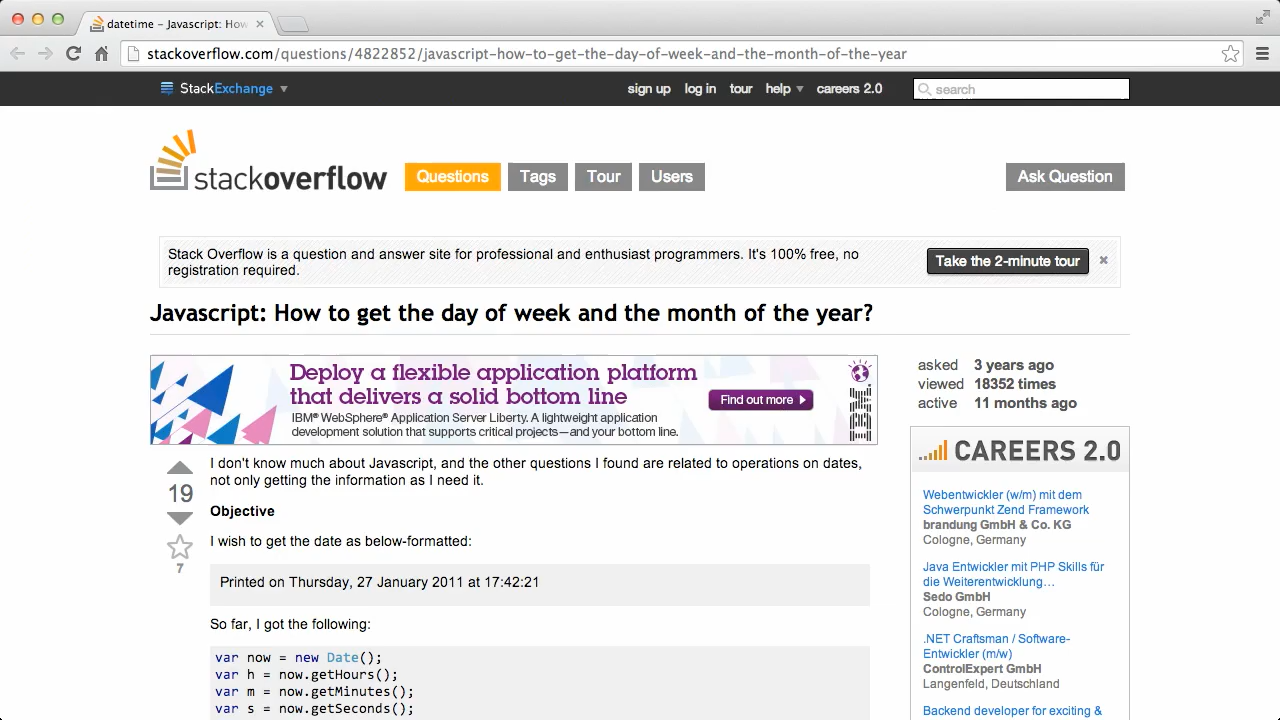 datetime – Javascript: How
stackoverflow.com/questions/4822852/javascript-how-to-get-the-day-of-week-and-the-month-of-the-year
StackExchange
sign up log in tour help careers 2.0 search
stackoverflow Questions Tags Tour Users Ask Question
Stack Overflow is a question and answer site for professional and enthusiast programmers. It's 100% free, no
registration required.
Take the 2-minute tour
Javascript: How to get the day of week and the month of the year?
Deploy a flexible application platform
that delivers a solid bottom line
IBM® WebSphere® Application Server Liberty. A lightweight application
development solution that supports critical projects—and your bottom line.
Find out more
IBM
asked 3 years ago
viewed 18352 times
active 11 months ago
19
7
I don't know much about Javascript, and the other questions I found are related to operations on dates,
not only getting the information as I need it.
Objective
I wish to get the date as below-formatted:
Printed on Thursday, 27 January 2011 at 17:42:21
So far, I got the following:
var now = new Date();
var h = now.getHours();
var m = now.getMinutes();
var s = now.getSeconds();
CAREERS 2.0
Webentwickler (w/m) mit dem
Schwerpunkt Zend Framework
brandung GmbH & Co. KG
Cologne, Germany
Java Entwickler mit PHP Skills für
die Weiterentwicklung…
Sedo GmbH
Cologne, Germany
.NET Craftsman / Software-
Entwickler (m/w)
ControlExpert GmbH
Langenfeld, Deutschland
Backend developer for exciting &